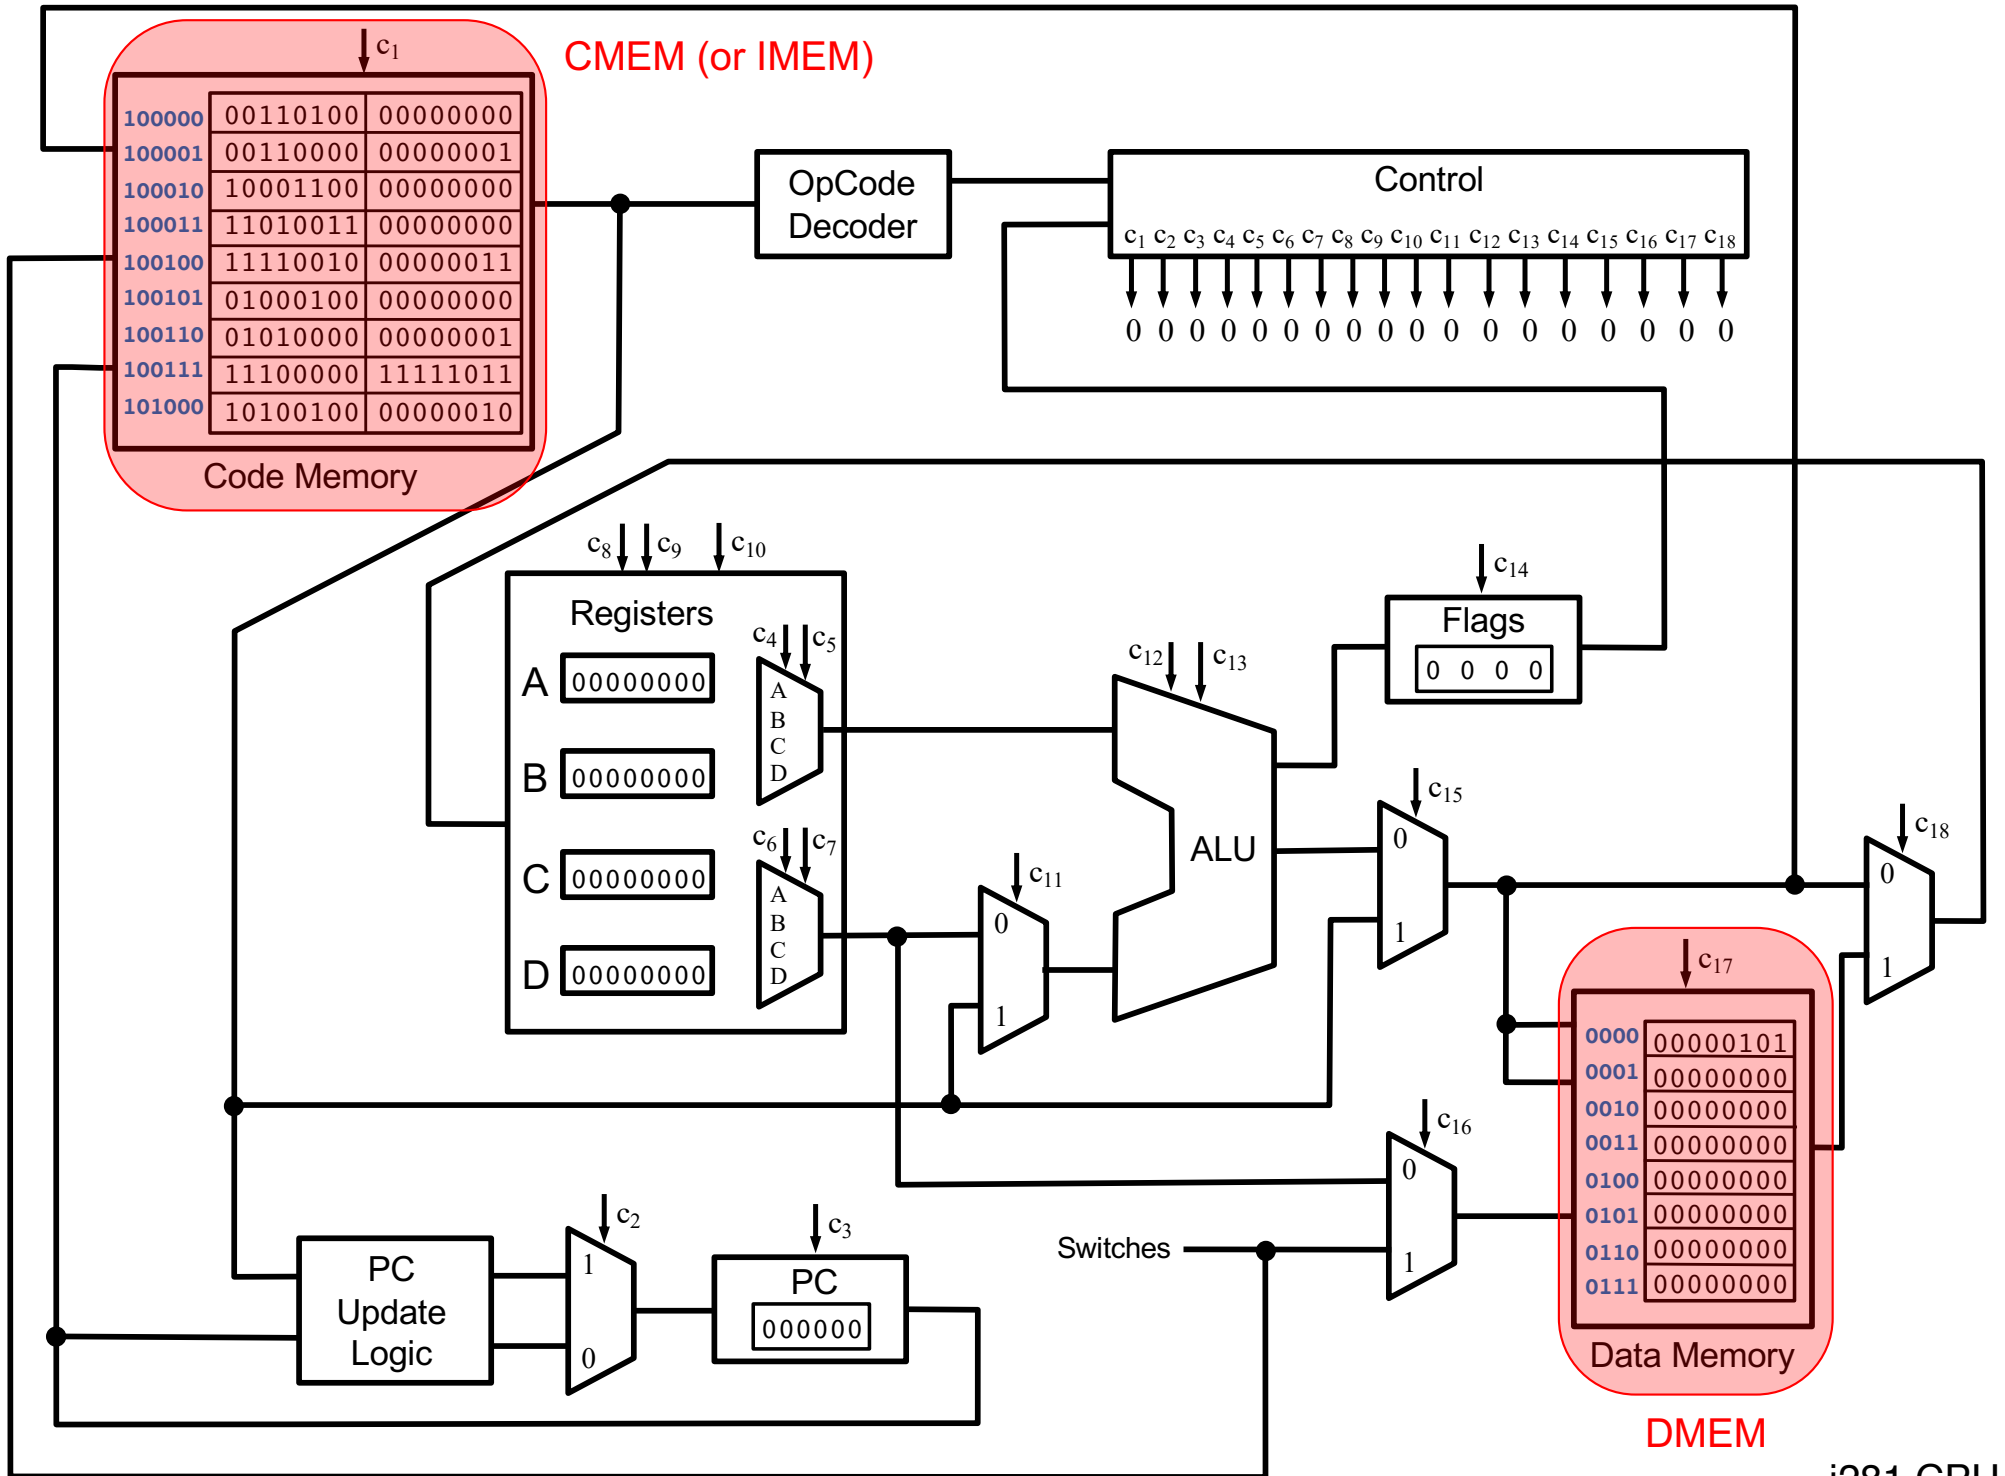 CMEM (or IMEM)
c1
100000 00110100 00000000
100001 00110000 00000001
100010 10001100 00000000
100011 11010011 00000000
100100 11110010 00000011
100101 01000100 00000000
100110 01010000 00000001
100111 11100000 11111011
101000 10100100 00000010
Code Memory
OpCode
Decoder
Control
c1 c2 c3 c4 c5 c6 c7 c8 c9 c10 c11 c12 c13 c14 c15 c16 c17 c18
0 0 0 0 0 0 0 0 0 0 0 0 0 0 0 0 0 0
c8 c9 c10
Registers
A 00000000
B 00000000
C 00000000
D 00000000
c4 c5
A
B
C
D
c6 c7
A
B
C
D
c11
0
1
c12 c13
ALU
c14
Flags
0 0 0 0
c15
0
1
c18
0
1
c17
0000 00000101
0001 00000000
0010 00000000
0011 00000000
0100 00000000
0101 00000000
0110 00000000
0111 00000000
Data Memory
DMEM
c16
0
1
Switches
PC
Update
Logic
c2
1
0
c3
PC
000000
i281 CPU